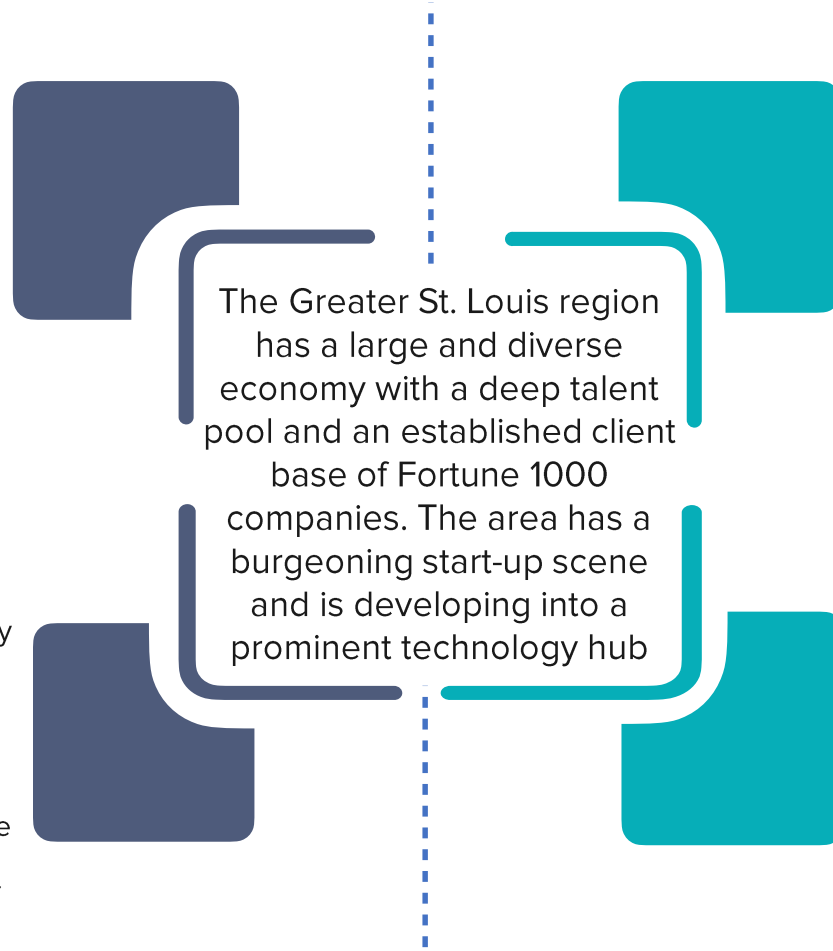 The Greater St. Louis region
has a large and diverse
economy with a deep talent
pool and an established client
base of Fortune 1000
companies. The area has a
burgeoning start-up scene
and is developing into a
prominent technology hub
y
e